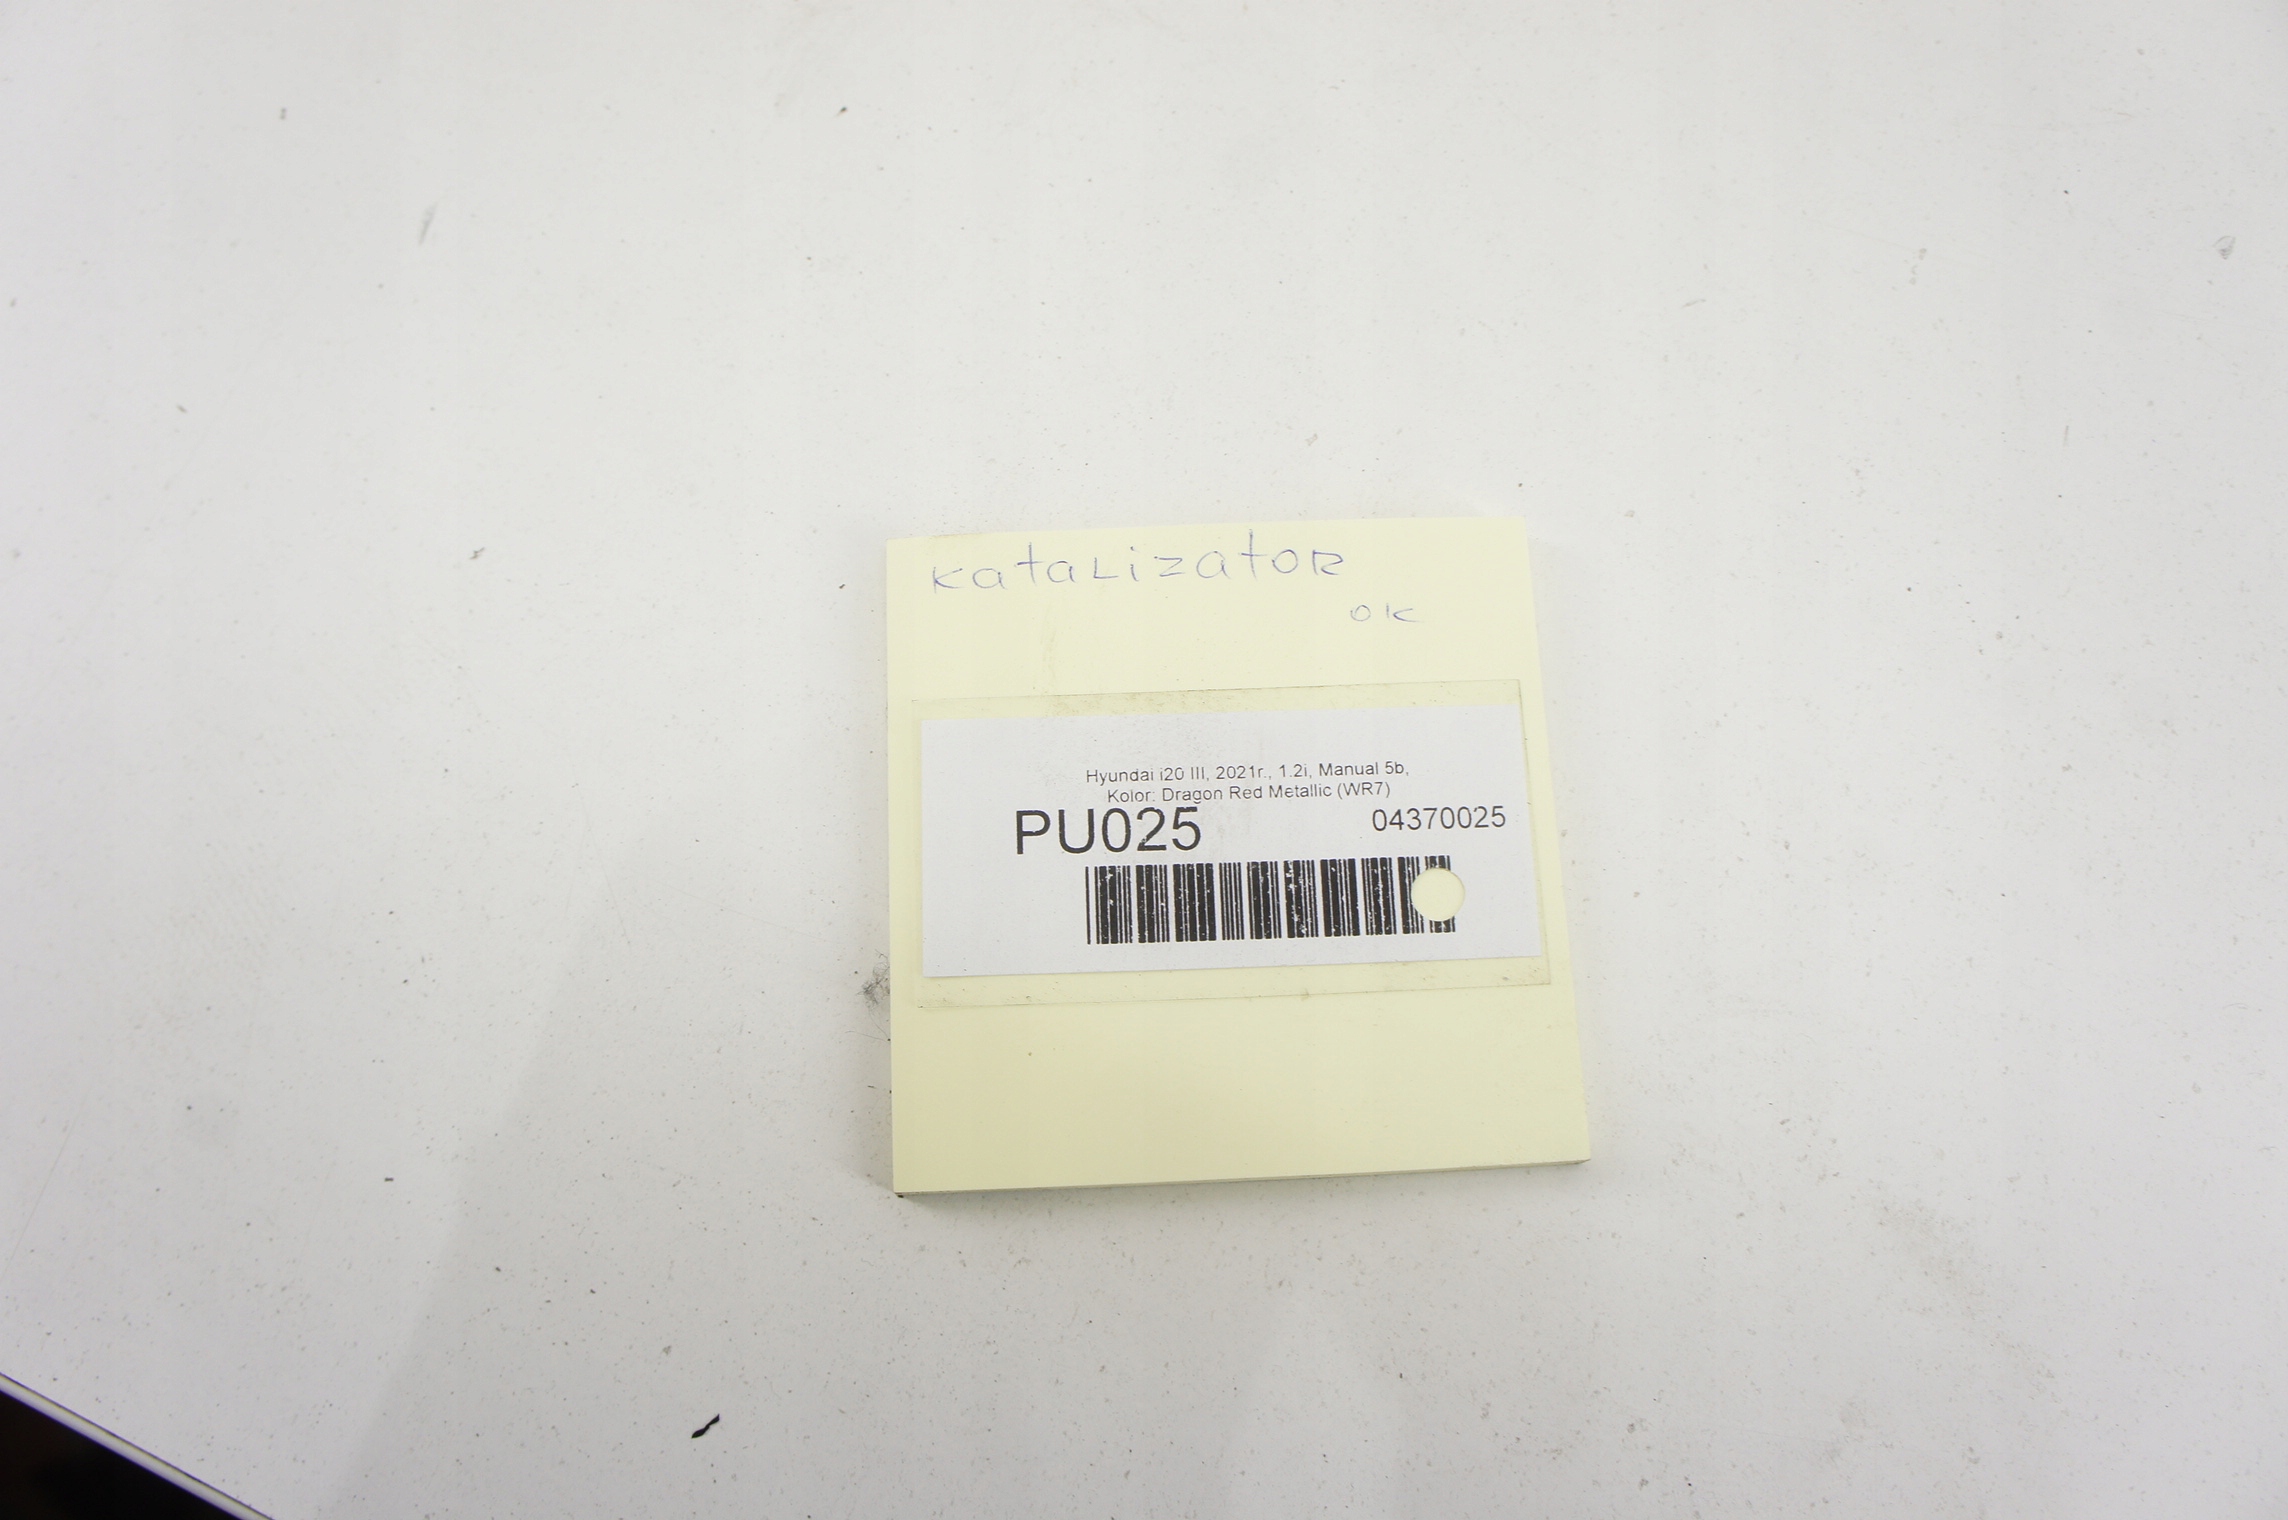 Katalizator
OK
Hyundai i20 III, 2021r., 1.2i, Manual 5b,
Kolor: Dragon Red Metallic (WR7)
PU025
04370025